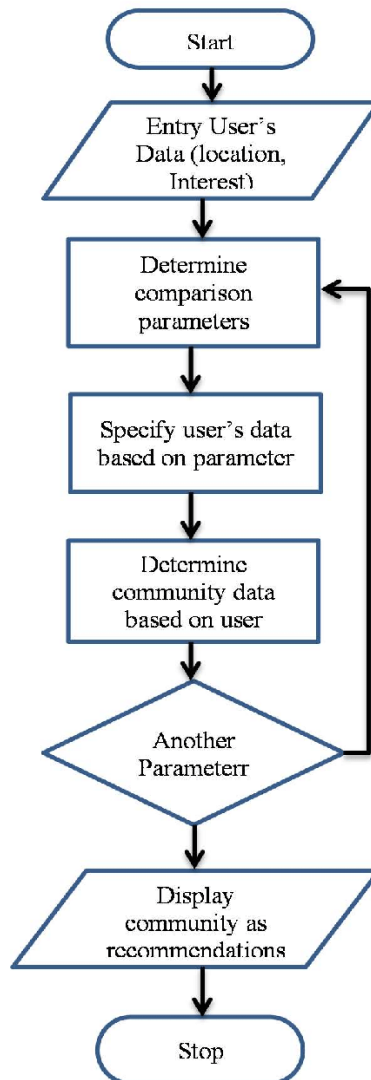 Start
Entry User's
Data (location,
Interest)
Determine
comparison
parameters
Specify user's data
based on parameter
Determine
community data
based on user
Another
Parameterr
Display
community as
recommendations
Stop